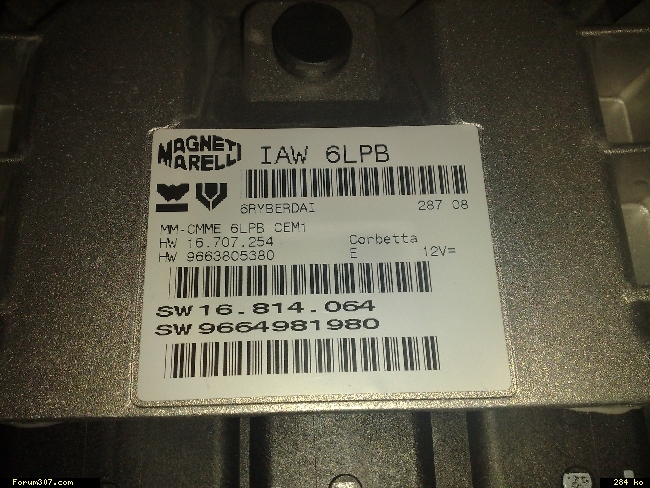 MAGNETI MARELLI
IAW 6LPB
6RYBERDAI 287 08
MM-CMME 6LPB CEM1
HW 16.707.254 Corbetta
HW 9663805380 E 12V=
SW 16.814.064
SW 9664981980
Forum307.com 284 ko